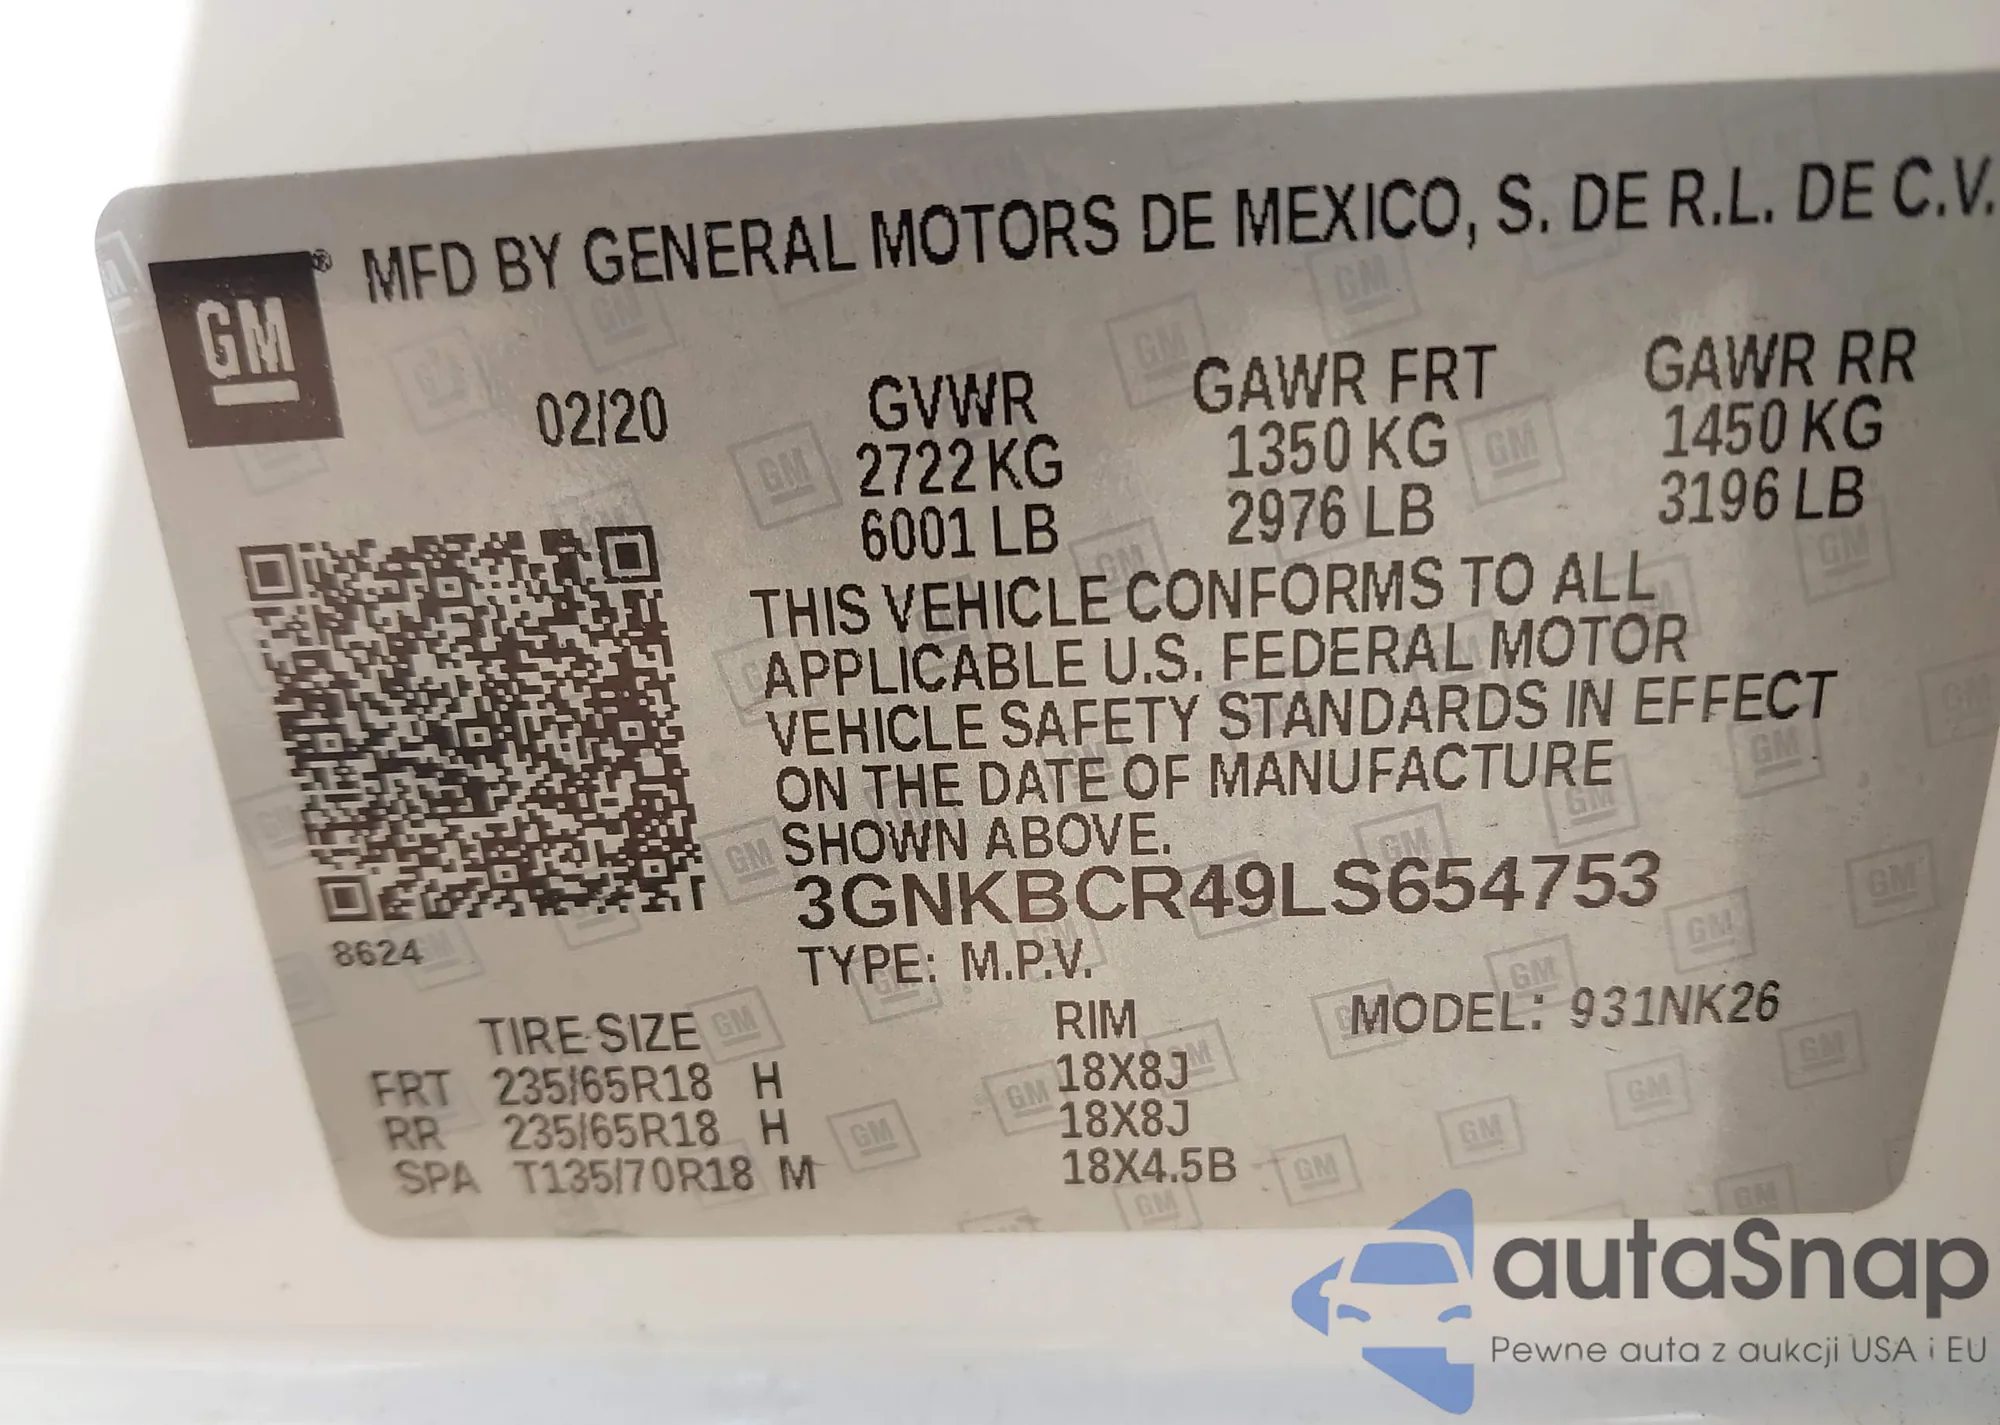 GM®
MFD BY GENERAL MOTORS DE MEXICO, S. DE R.L. DE C.V.
02/20 GVWR GAWR FRT GAWR RR
2722 KG 1350 KG 1450 KG
6001 LB 2976 LB 3196 LB
THIS VEHICLE CONFORMS TO ALL
APPLICABLE U.S. FEDERAL MOTOR
VEHICLE SAFETY STANDARDS IN EFFECT
ON THE DATE OF MANUFACTURE
SHOWN ABOVE.
3GNKBCR49LS654753
8624
TYPE: M.P.V.
TIRE SIZE RIM MODEL: 931NK26
FRT 235/65R18 H 18X8J
RR 235/65R18 H 18X8J
SPA T135/70R18 M 18X4.5B
autaSnap
Pewne auta z aukcji USA i EU